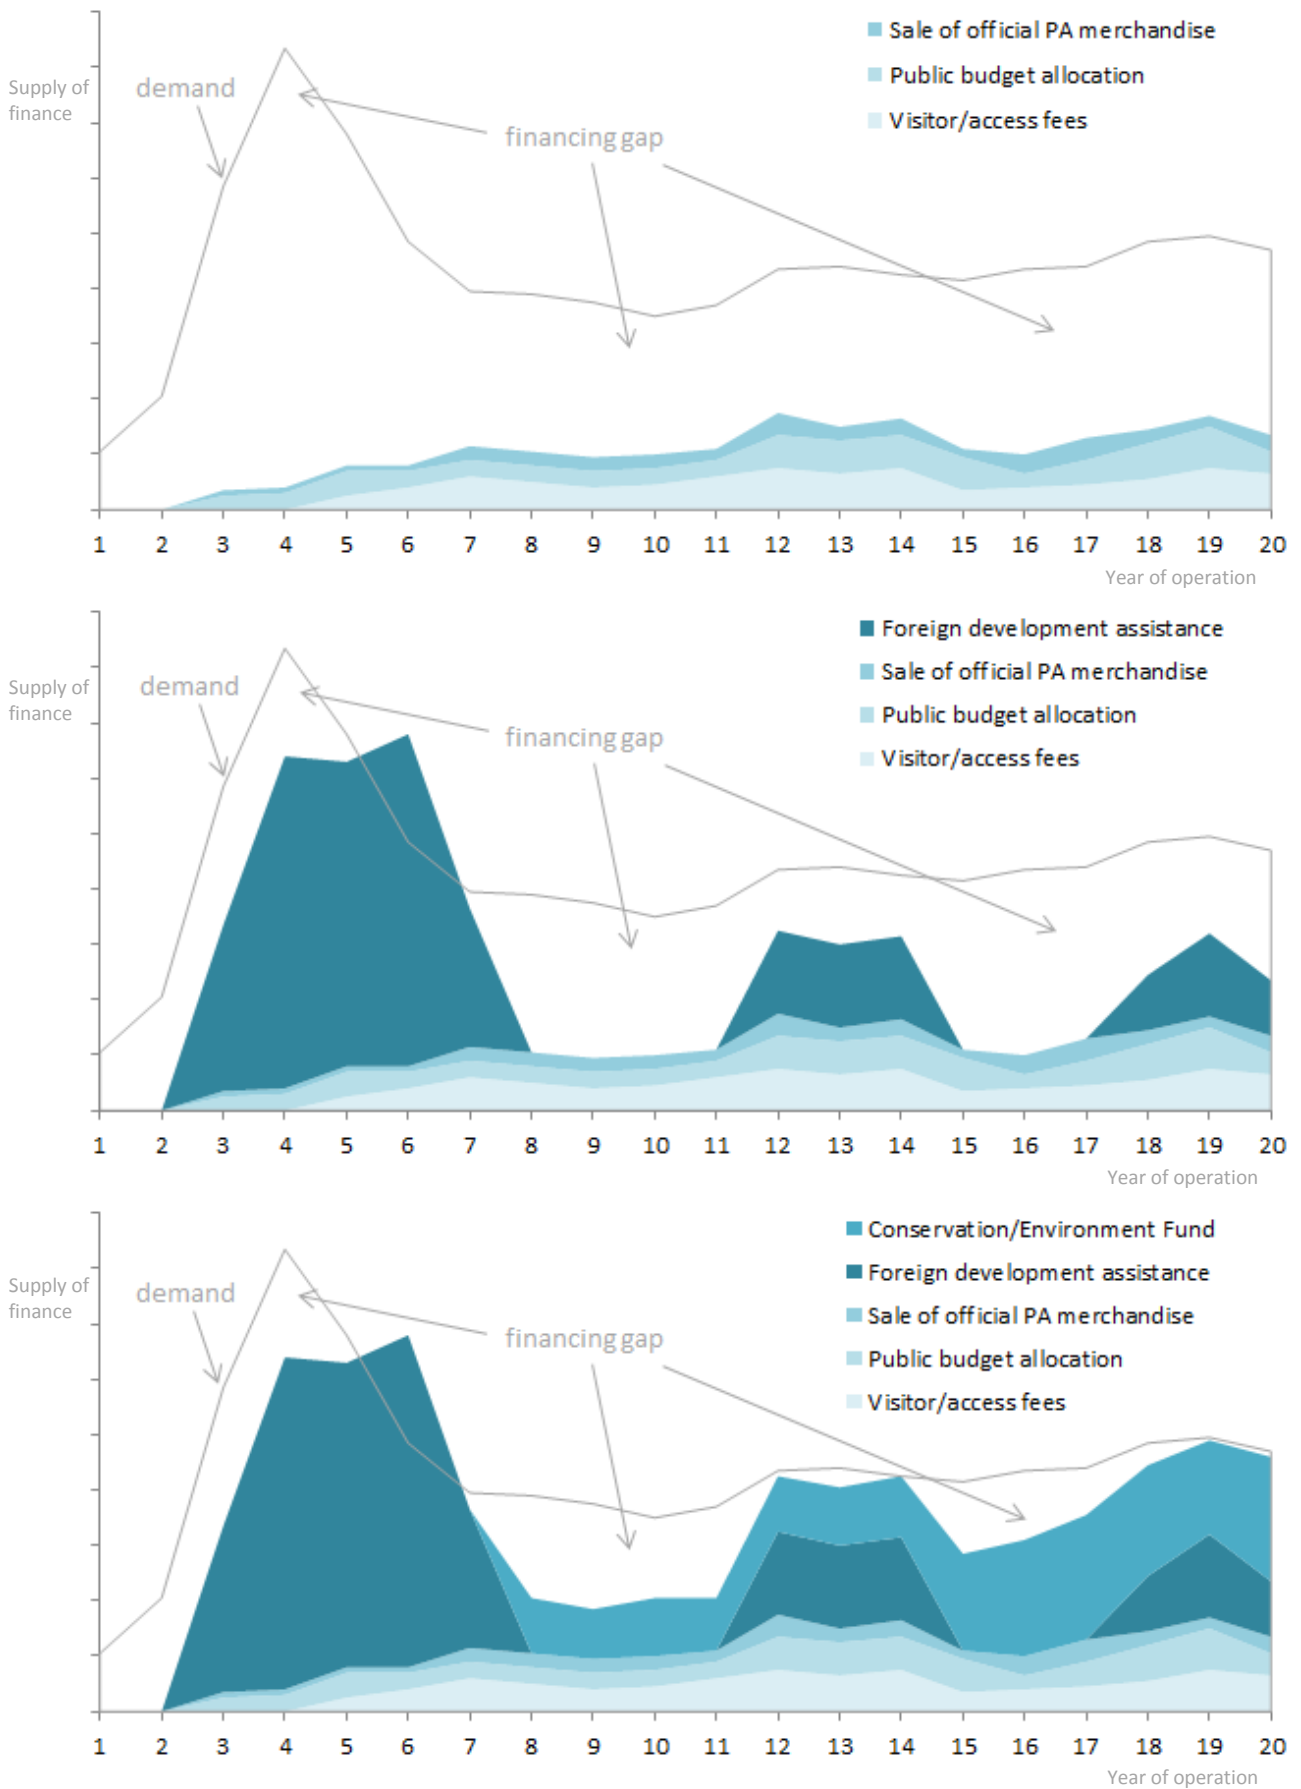 Sale of official PA merchandise
Supply of
finance
demand
Public budget allocation
Visitor/access fees
financing gap
1 2 3 4 5 6 7 8 9 10 11 12 13 14 15 16 17 18 19 20
Year of operation
Foreign development assistance
Supply of
finance
demand
Sale of official PA merchandise
Public budget allocation
financing gap
Visitor/access fees
1 2 3 4 5 6 7 8 9 10 11 12 13 14 15 16 17 18 19 20
Year of operation
Conservation/Environment Fund
Foreign development assistance
Supply of
finance
demand
Sale of official PA merchandise
financing gap
Public budget allocation
Visitor/access fees
1 2 3 4 5 6 7 8 9 10 11 12 13 14 15 16 17 18 19 20
Year of operation